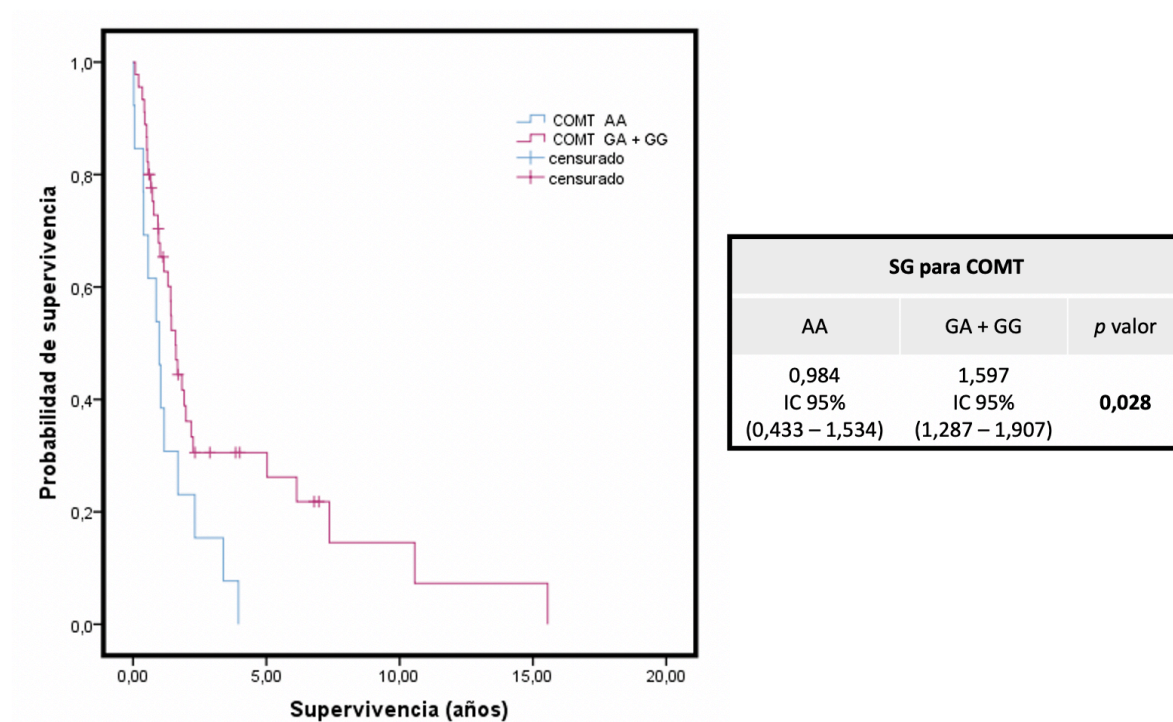 1,0
0,8
0,6
0,4
0,2
0,0
Probabilidad de supervivencia
COMT AA
COMT GA + GG
censurado
censurado
0,00 5,00 10,00 15,00 20,00
Supervivencia (años)
SG para COMT
AA GA + GG p valor
0,984 1,597
IC 95% IC 95% 0,028
(0,433 – 1,534) (1,287 – 1,907)